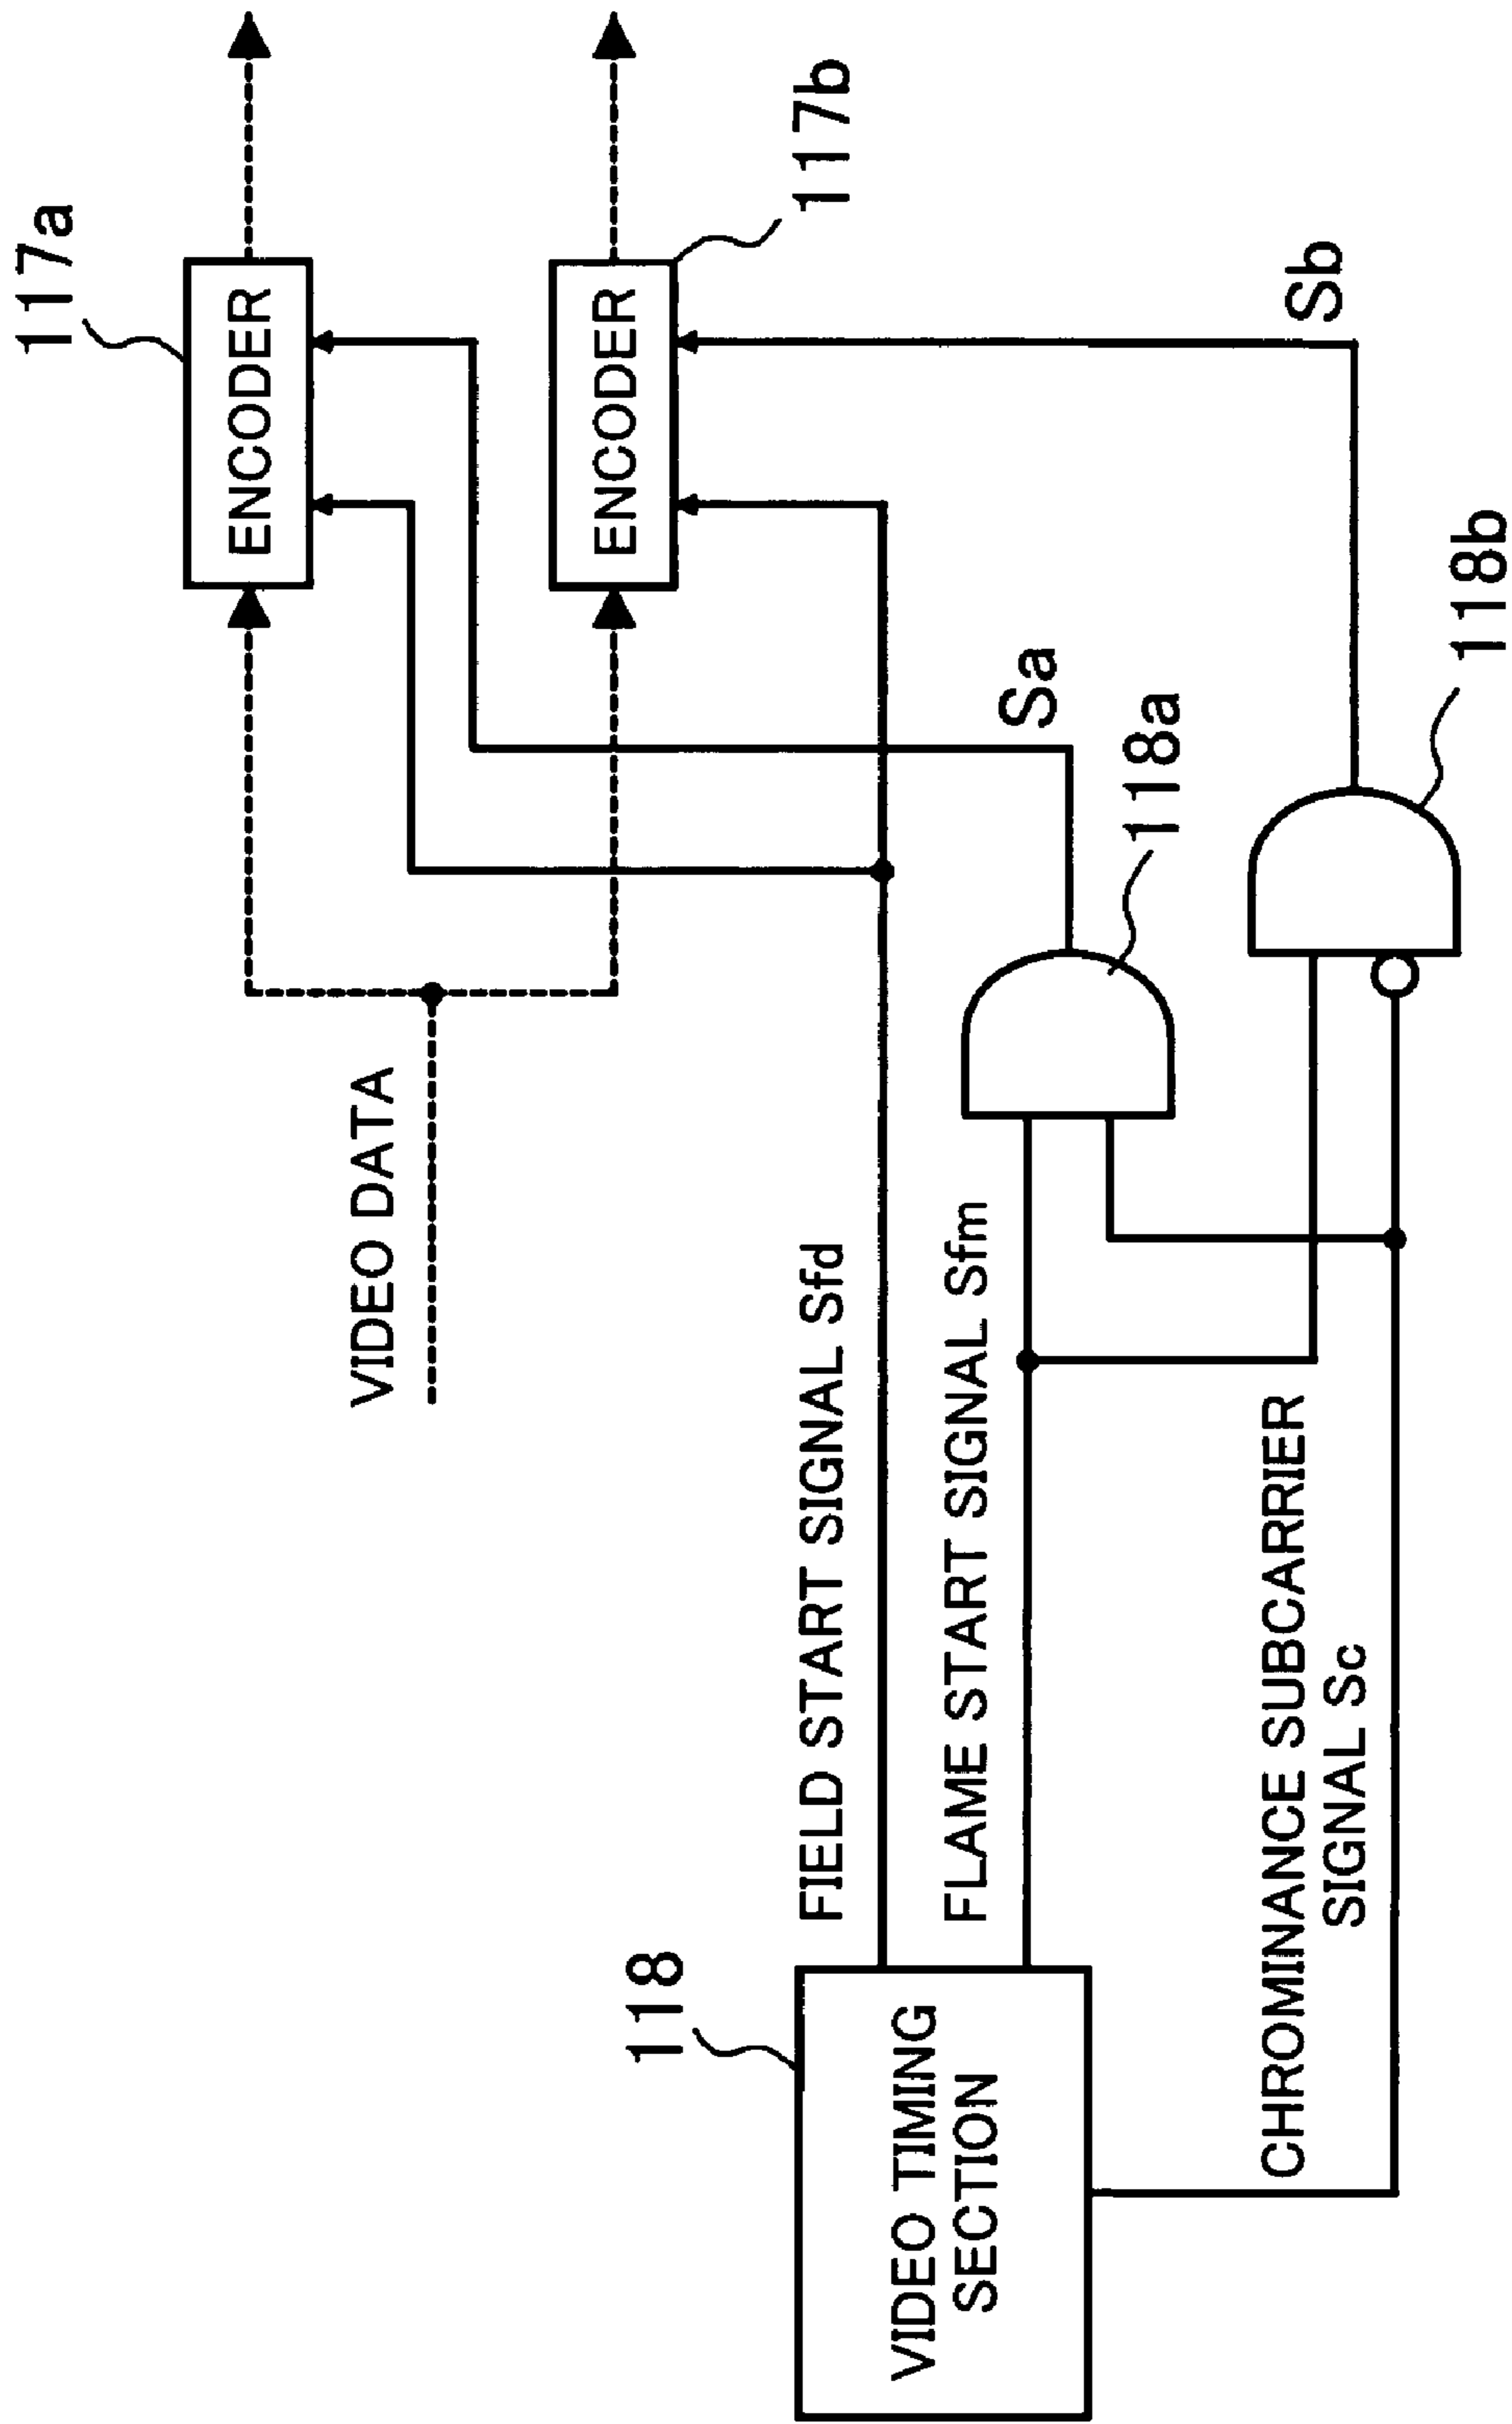 117a
ENCODER
ENCODER
117b
VIDEO DATA
118
VIDEO TIMING
SECTION
FIELD START SIGNAL Sfd
FLAME START SIGNAL Sfm
Sa
118a
CHROMINANCE SUBCARRIER
SIGNAL Sc
Sb
118b